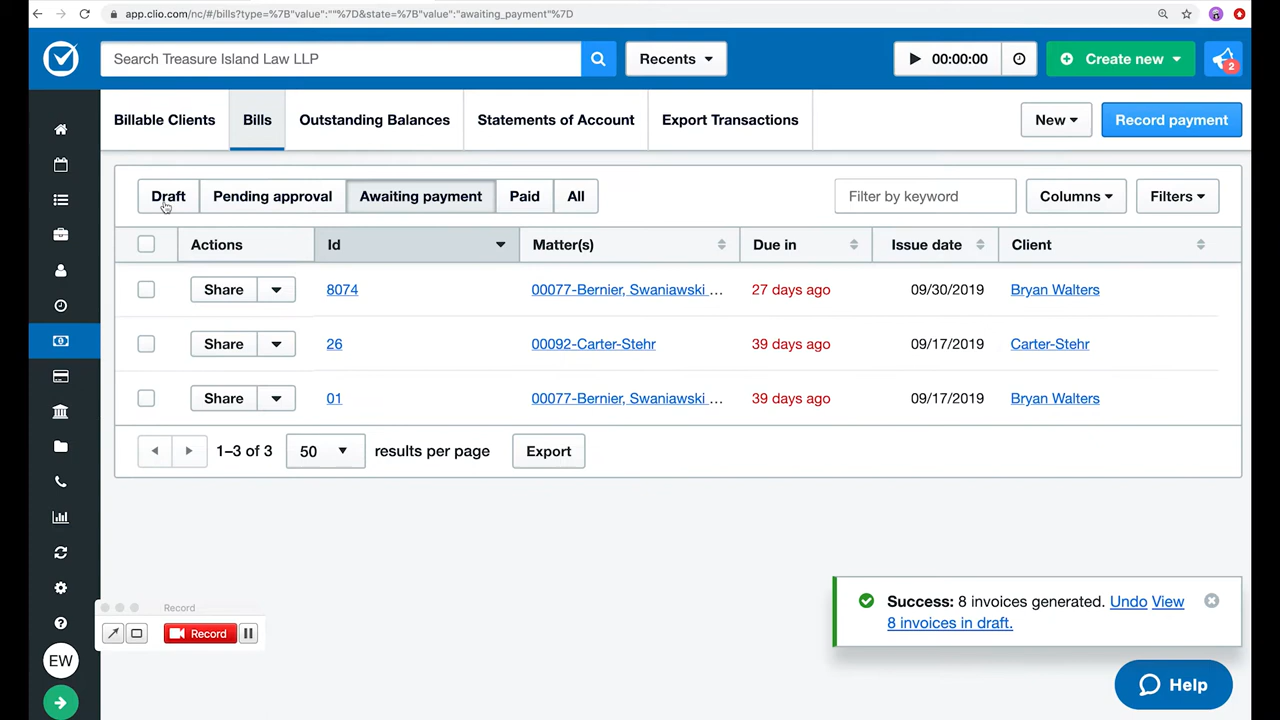 app.clio.com/nc/#/bills?type=%7B"value":""%7D&state=%7B"value":"awaiting_payment"%7D
Search Treasure Island Law LLP
Recents
00:00:00
Create new
2
Billable Clients
Bills
Outstanding Balances
Statements of Account
Export Transactions
New
Record payment
Draft
Pending approval
Awaiting payment
Paid
All
Filter by keyword
Columns
Filters
Actions
Id
Matter(s)
Due in
Issue date
Client
Share
8074
00077-Bernier, Swaniawski ...
27 days ago
09/30/2019
Bryan Walters
Share
26
00092-Carter-Stehr
39 days ago
09/17/2019
Carter-Stehr
Share
01
00077-Bernier, Swaniawski ...
39 days ago
09/17/2019
Bryan Walters
1–3 of 3
50
results per page
Export
Success: 8 invoices generated. Undo View
8 invoices in draft.
Record
Record
EW
Help